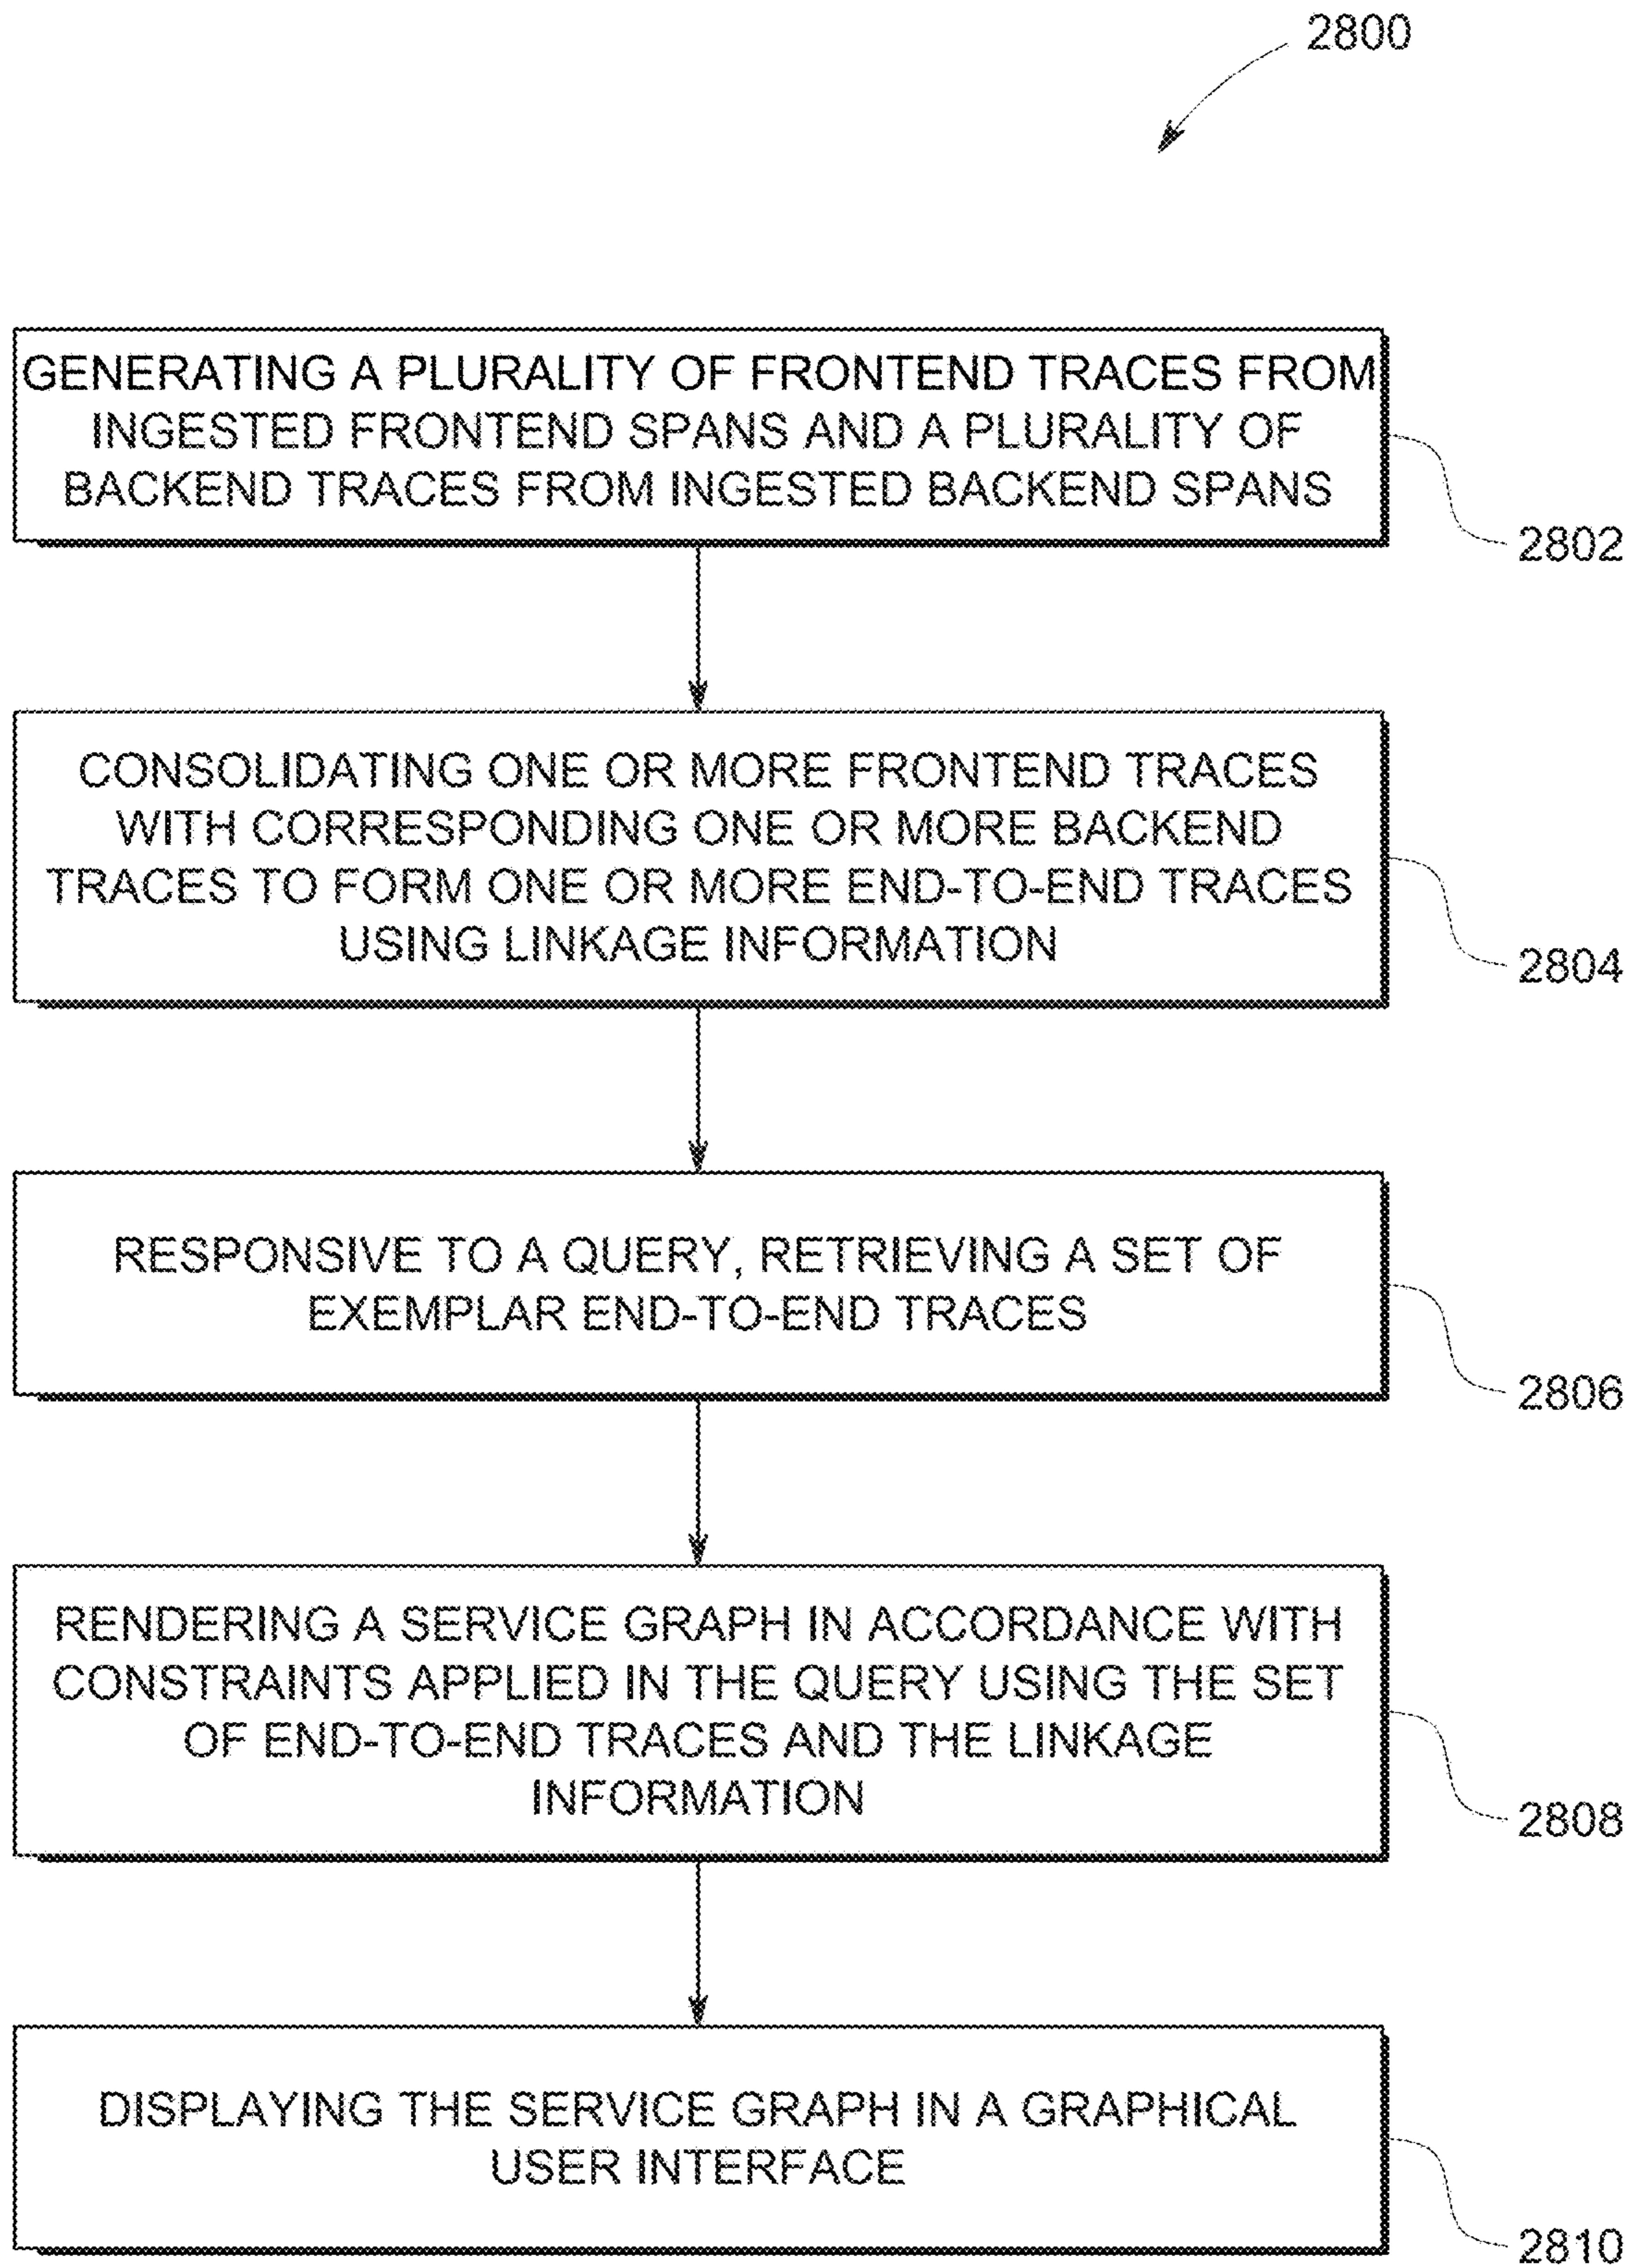 2800
GENERATING A PLURALITY OF FRONTEND TRACES FROM
INGESTED FRONTEND SPANS AND A PLURALITY OF
BACKEND TRACES FROM INGESTED BACKEND SPANS
2802
CONSOLIDATING ONE OR MORE FRONTEND TRACES
WITH CORRESPONDING ONE OR MORE BACKEND
TRACES TO FORM ONE OR MORE END-TO-END TRACES
USING LINKAGE INFORMATION
2804
RESPONSIVE TO A QUERY, RETRIEVING A SET OF
EXEMPLAR END-TO-END TRACES
2806
RENDERING A SERVICE GRAPH IN ACCORDANCE WITH
CONSTRAINTS APPLIED IN THE QUERY USING THE SET
OF END-TO-END TRACES AND THE LINKAGE
INFORMATION
2808
DISPLAYING THE SERVICE GRAPH IN A GRAPHICAL
USER INTERFACE
2810